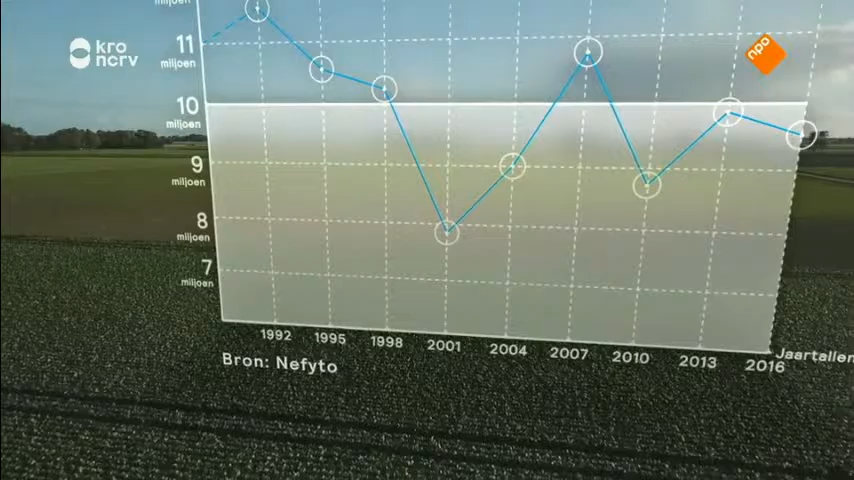 miljoen
kro
ncrv
npo
11
miljoen
10
miljoen
9
miljoen
8
miljoen
7
miljoen
1992 1995 1998 2001 2004 2007 2010 2013 2016
Jaartallen
Bron: Nefyto